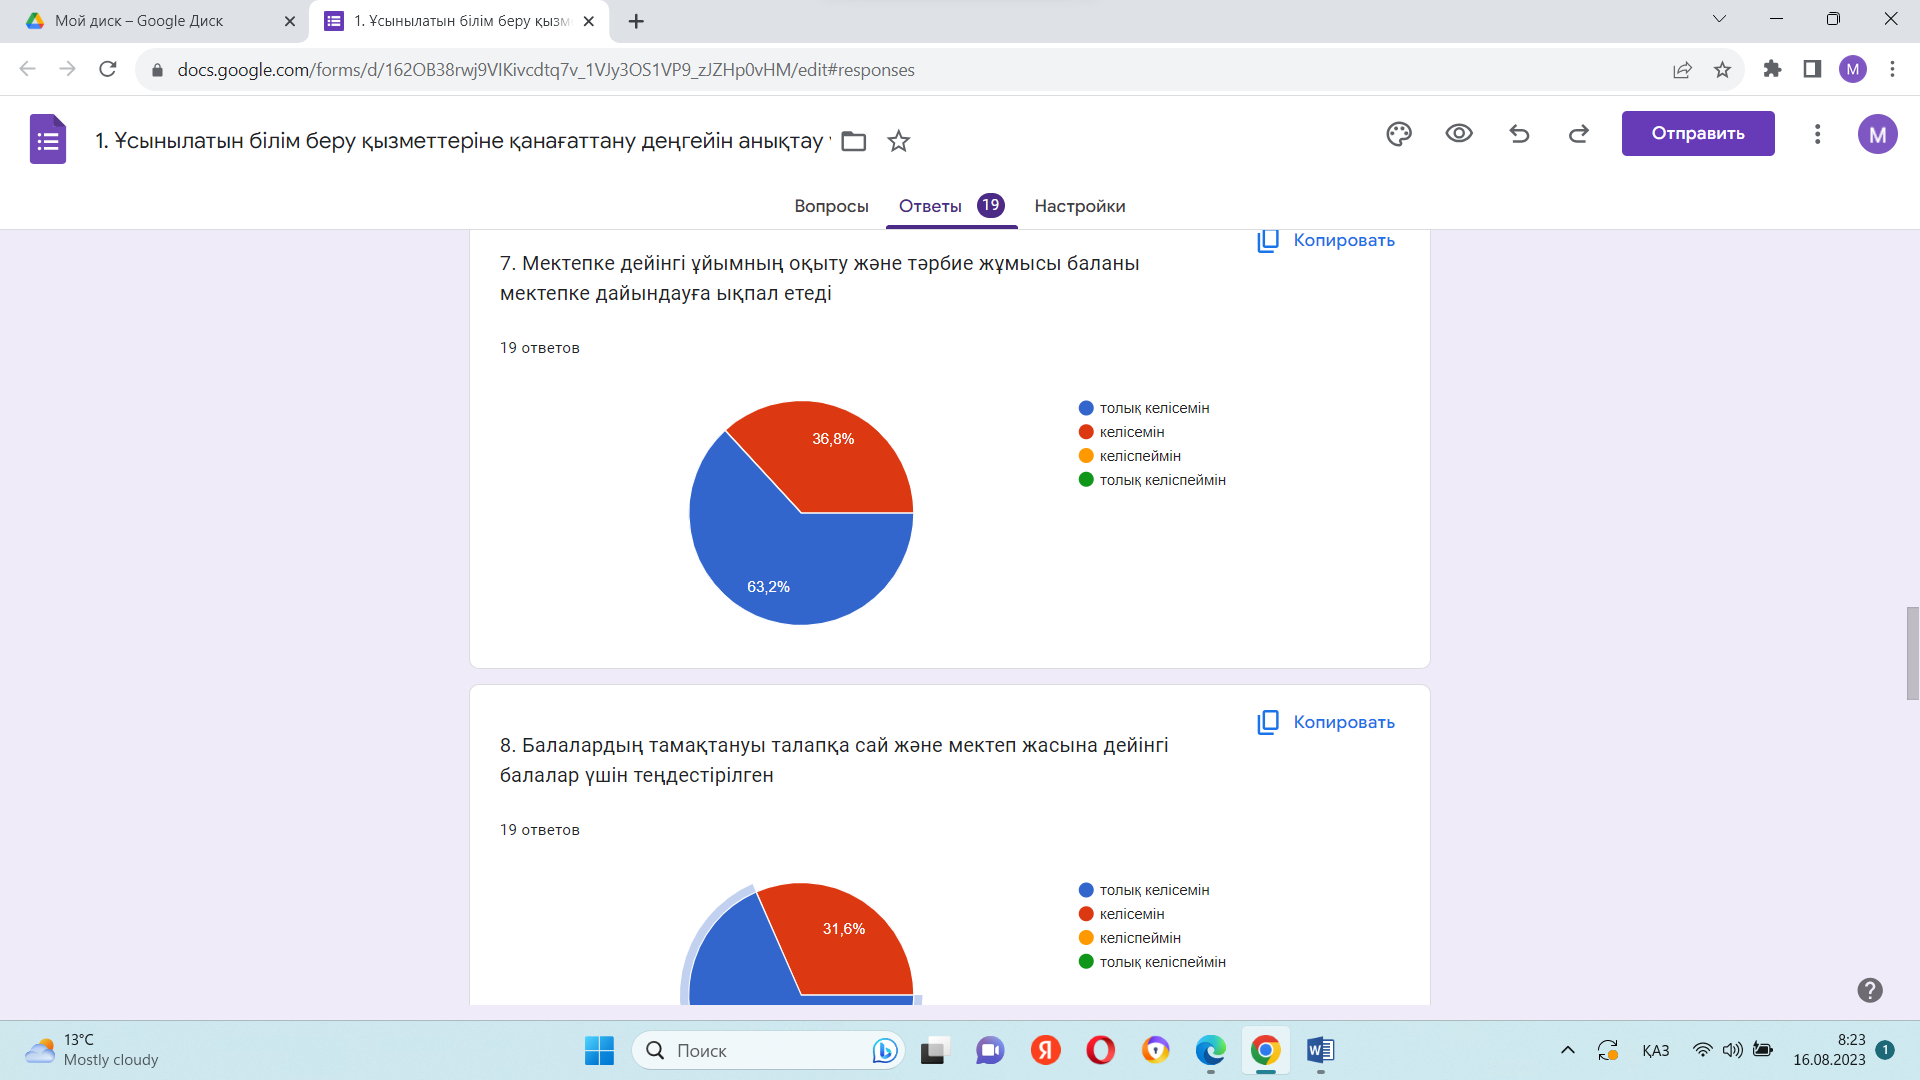 Мой диск – Google Диск
1. Ұсынылатын білім беру қызм
docs.google.com/forms/d/162OB38rwj9VIKivcdtq7v_1VJy3OS1VP9_zJZHp0vHM/edit#responses
M
1. Ұсынылатын білім беру қызметтеріне қанағаттану деңгейін анықтау
Отправить
M
Вопросы
Ответы 19
Настройки
Копировать
7. Мектепке дейінгі ұйымның оқыту және тәрбие жұмысы баланы
мектепке дайындауға ықпал етеді
19 ответов
36,8%
63,2%
толық келісемін
келісемін
келіспеймін
толық келіспеймін
Копировать
8. Балалардың тамақтануы талапқа сай және мектеп жасына дейінгі
балалар үшін теңдестірілген
19 ответов
31,6%
толық келісемін
келісемін
келіспеймін
толық келіспеймін
13°C
Mostly cloudy
Поиск
ҚАЗ
8:23
16.08.2023
1